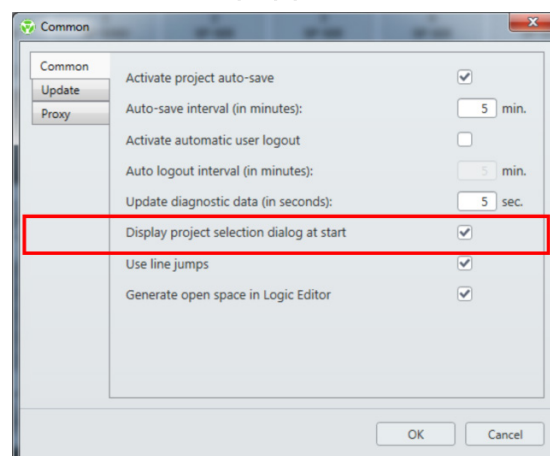 Common
Common
Update
Proxy
Activate project auto-save
Auto-save interval (in minutes): 5 min.
Activate automatic user logout
Auto logout interval (in minutes): 5 min.
Update diagnostic data (in seconds): 5 sec.
Display project selection dialog at start
Use line jumps
Generate open space in Logic Editor
OK Cancel